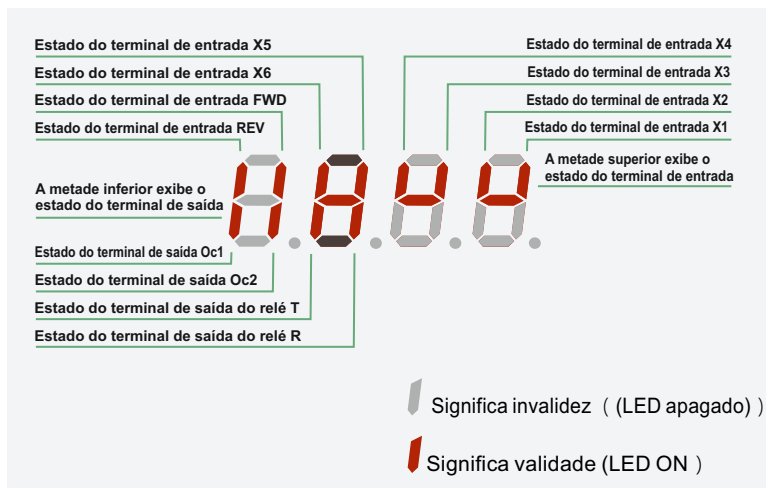 Estado do terminal de entrada X5
Estado do terminal de entrada X6
Estado do terminal de entrada FWD
Estado do terminal de entrada REV
Estado do terminal de entrada X4
Estado do terminal de entrada X3
Estado do terminal de entrada X2
Estado do terminal de entrada X1
A metade superior exibe o
estado do terminal de entrada
A metade inferior exibe o
estado do terminal de saída
Estado do terminal de saída Oc1
Estado do terminal de saída Oc2
Estado do terminal de saída do relé T
Estado do terminal de saída do relé R
Significa invalidez ( (LED apagado) )
Significa validade (LED ON )